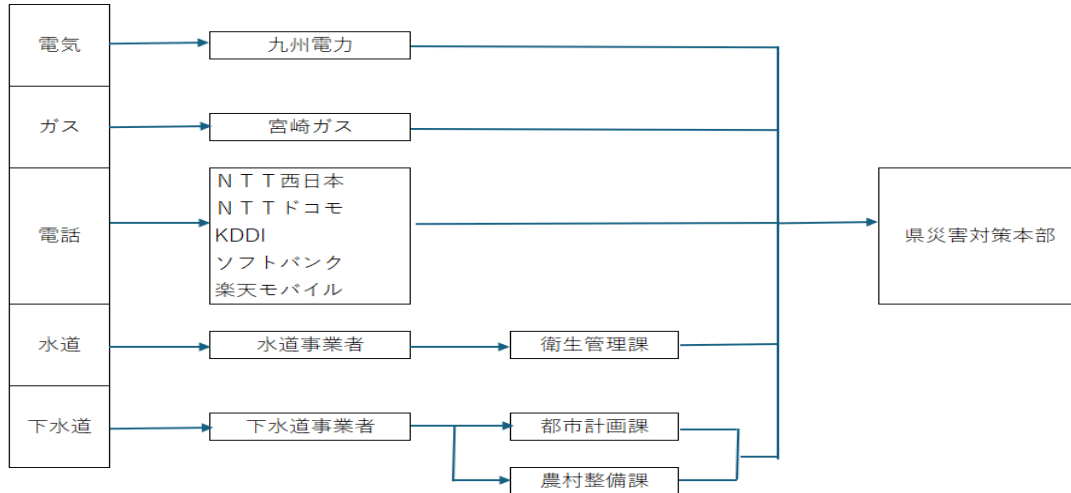 電気
九州電力
ガス
宮崎ガス
電話
ＮＴＴ西日本
ＮＴＴドコモ
KDDI
ソフトバンク
楽天モバイル
県災害対策本部
水道
水道事業者
衛生管理課
下水道
下水道事業者
都市計画課
農村整備課